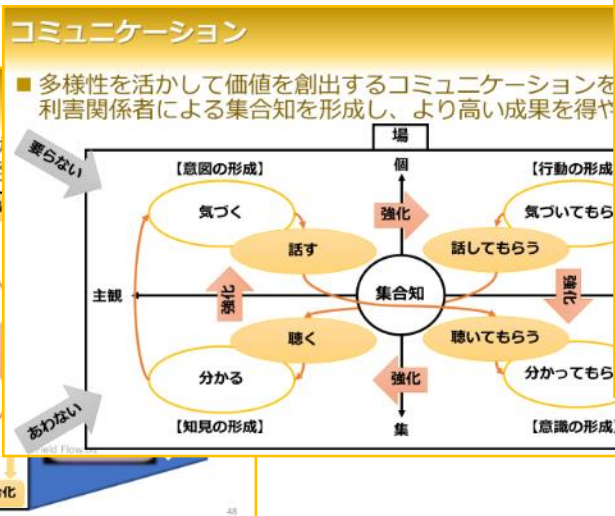 コミュニケーション
■ 多様性を活かして価値を創出するコミュニケーションを
利害関係者による集合知を形成し、より高い成果を得や
場
要らない
【意図の形成】
個
【行動の形成
気づく
強化
気づいてもら
話す
話してもらう
主観
強化
集合知
強化
聴く
聴いてもらう
分かる
強化
分かってもら
あわない
【知見の形成】
集
【意識の形成】
化
48